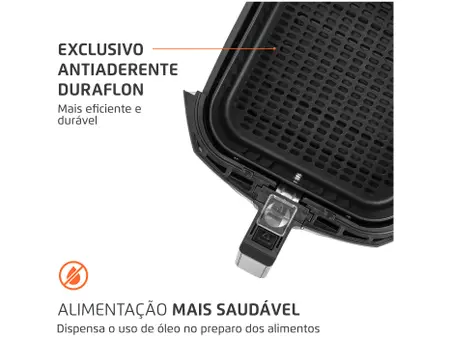 EXCLUSIVO
ANTIADERENTE
DURAFLON
Mais eficiente e
durável
ALIMENTAÇÃO MAIS SAUDÁVEL
Dispensa o uso de óleo no preparo dos alimentos